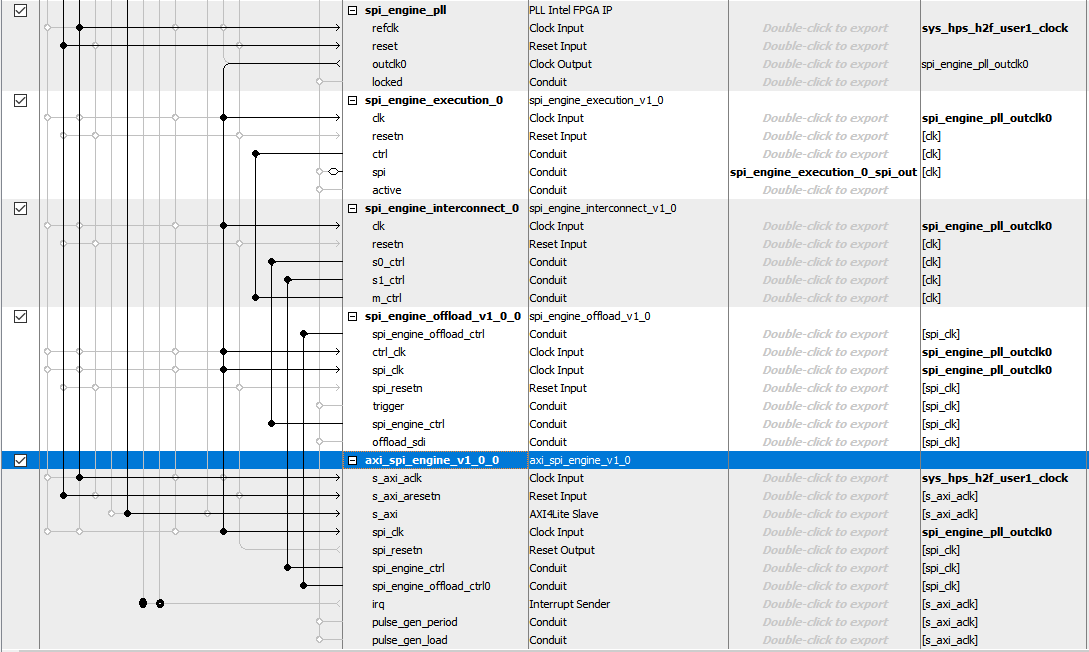 spi_engine_pll PLL Intel FPGA IP
refclk Clock Input Double-click to export sys_hps_h2f_user1_clock
reset Reset Input Double-click to export
outclk0 Clock Output Double-click to export spi_engine_pll_outclk0
locked Conduit Double-click to export
spi_engine_execution_0 spi_engine_execution_v1_0
clk Clock Input Double-click to export spi_engine_pll_outclk0
resetn Reset Input Double-click to export [clk]
ctrl Conduit Double-click to export [clk]
spi Conduit spi_engine_execution_0_spi_out [clk]
active Conduit Double-click to export
spi_engine_interconnect_0 spi_engine_interconnect_v1_0
clk Clock Input Double-click to export spi_engine_pll_outclk0
resetn Reset Input Double-click to export [clk]
s0_ctrl Conduit Double-click to export [clk]
s1_ctrl Conduit Double-click to export [clk]
m_ctrl Conduit Double-click to export [clk]
spi_engine_offload_v1_0_0 spi_engine_offload_v1_0
spi_engine_offload_ctrl Conduit Double-click to export [spi_clk]
ctrl_clk Clock Input Double-click to export spi_engine_pll_outclk0
spi_clk Clock Input Double-click to export spi_engine_pll_outclk0
spi_resetn Reset Input Double-click to export [spi_clk]
trigger Conduit Double-click to export [spi_clk]
spi_engine_ctrl Conduit Double-click to export [spi_clk]
offload_sdi Conduit Double-click to export [spi_clk]
axi_spi_engine_v1_0_0 axi_spi_engine_v1_0
s_axi_aclk Clock Input Double-click to export sys_hps_h2f_user1_clock
s_axi_aresetn Reset Input Double-click to export [s_axi_aclk]
s_axi AXI4Lite Slave Double-click to export [s_axi_aclk]
spi_clk Clock Input Double-click to export spi_engine_pll_outclk0
spi_resetn Reset Output Double-click to export [spi_clk]
spi_engine_ctrl Conduit Double-click to export [spi_clk]
spi_engine_offload_ctrl0 Conduit Double-click to export [spi_clk]
irq Interrupt Sender Double-click to export [s_axi_aclk]
pulse_gen_period Conduit Double-click to export [s_axi_aclk]
pulse_gen_load Conduit Double-click to export [s_axi_aclk]